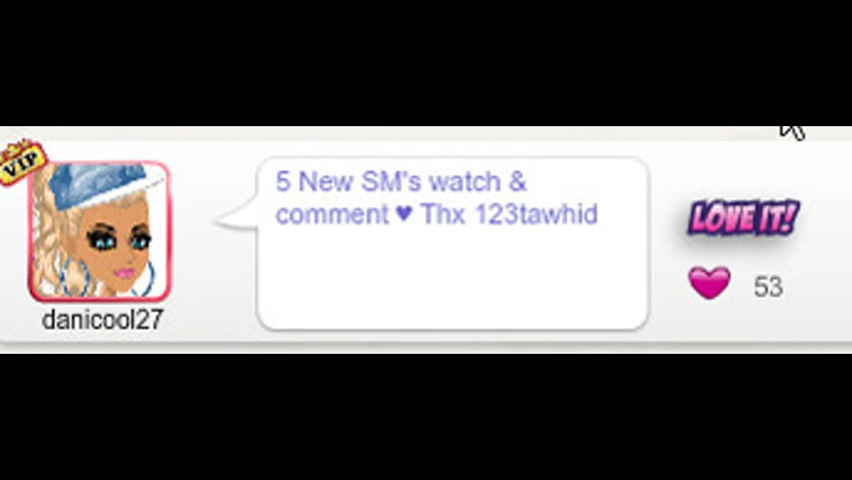 VIP
5 New SM's watch &
comment ♥ Thx 123tawhid
LOVE IT!
53
danicool27